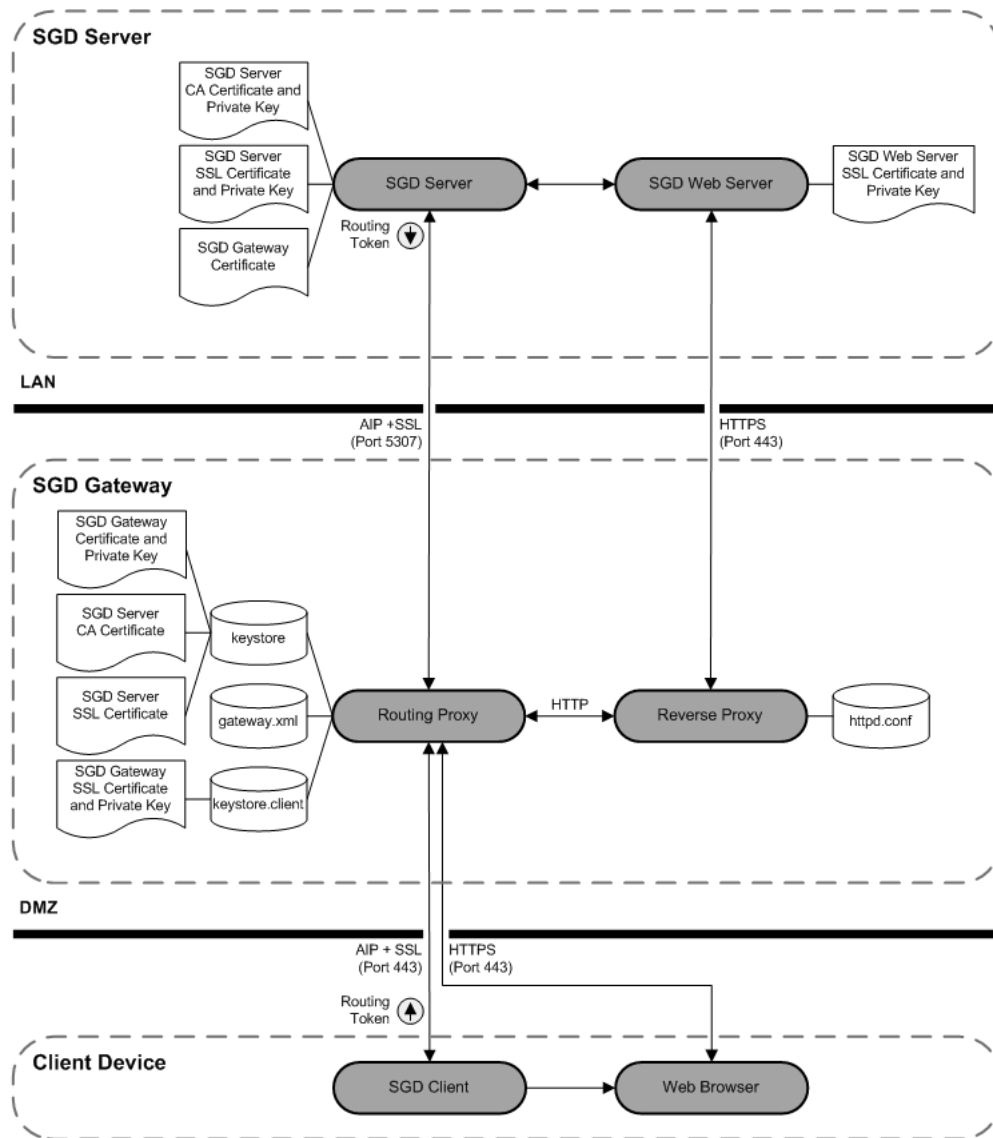 SGD Server
SGD Server
CA Certificate and
Private Key
SGD Server
SSL Certificate
and Private Key
SGD Gateway
Certificate
SGD Server
SGD Web Server
SGD Web Server
SSL Certificate and
Private Key
Routing
Token
LAN
AIP +SSL
(Port 5307)
HTTPS
(Port 443)
SGD Gateway
SGD Gateway
Certificate and
Private Key
SGD Server
CA Certificate
SGD Server
SSL Certificate
SGD Gateway
SSL Certificate
and Private Key
keystore
gateway.xml
keystore.client
Routing Proxy
HTTP
Reverse Proxy
httpd.conf
DMZ
AIP + SSL
(Port 443)
HTTPS
(Port 443)
Routing
Token
Client Device
SGD Client
Web Browser